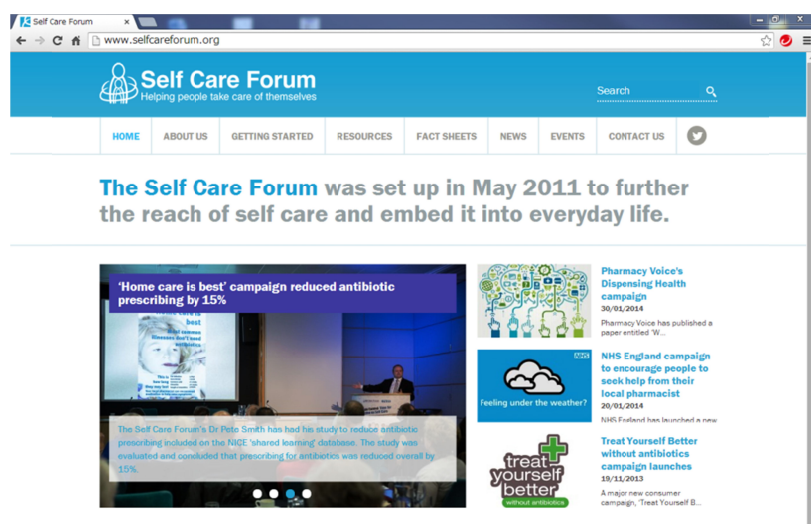 Self Care Forum
www.selfcareforum.org
Self Care Forum
Helping people take care of themselves
Search
HOME ABOUT US GETTING STARTED RESOURCES FACT SHEETS NEWS EVENTS CONTACT US
The Self Care Forum was set up in May 2011 to further
the reach of self care and embed it into everyday life.
'Home care is best' campaign reduced antibiotic
prescribing by 15%
best
The Self Care Forum's Dr Pete Smith has had his study to reduce antibiotic
prescribing included on the NICE 'shared learning' database. The study was
evaluated and concluded that prescribing for antibiotics was reduced overall by
15%.
Pharmacy Voice's
Dispensing Health
campaign
30/01/2014
Pharmacy Voice has published a
paper entitled 'W...
NHS
Feeling under the weather?
NHS England campaign
to encourage people to
seek help from their
local pharmacist
20/01/2014
NHS England has launched a new
treat
yourself
better
without antibiotics
Treat Yourself Better
without antibiotics
campaign launches
19/11/2013
A major new consumer
campaign, 'Treat Yourself B...